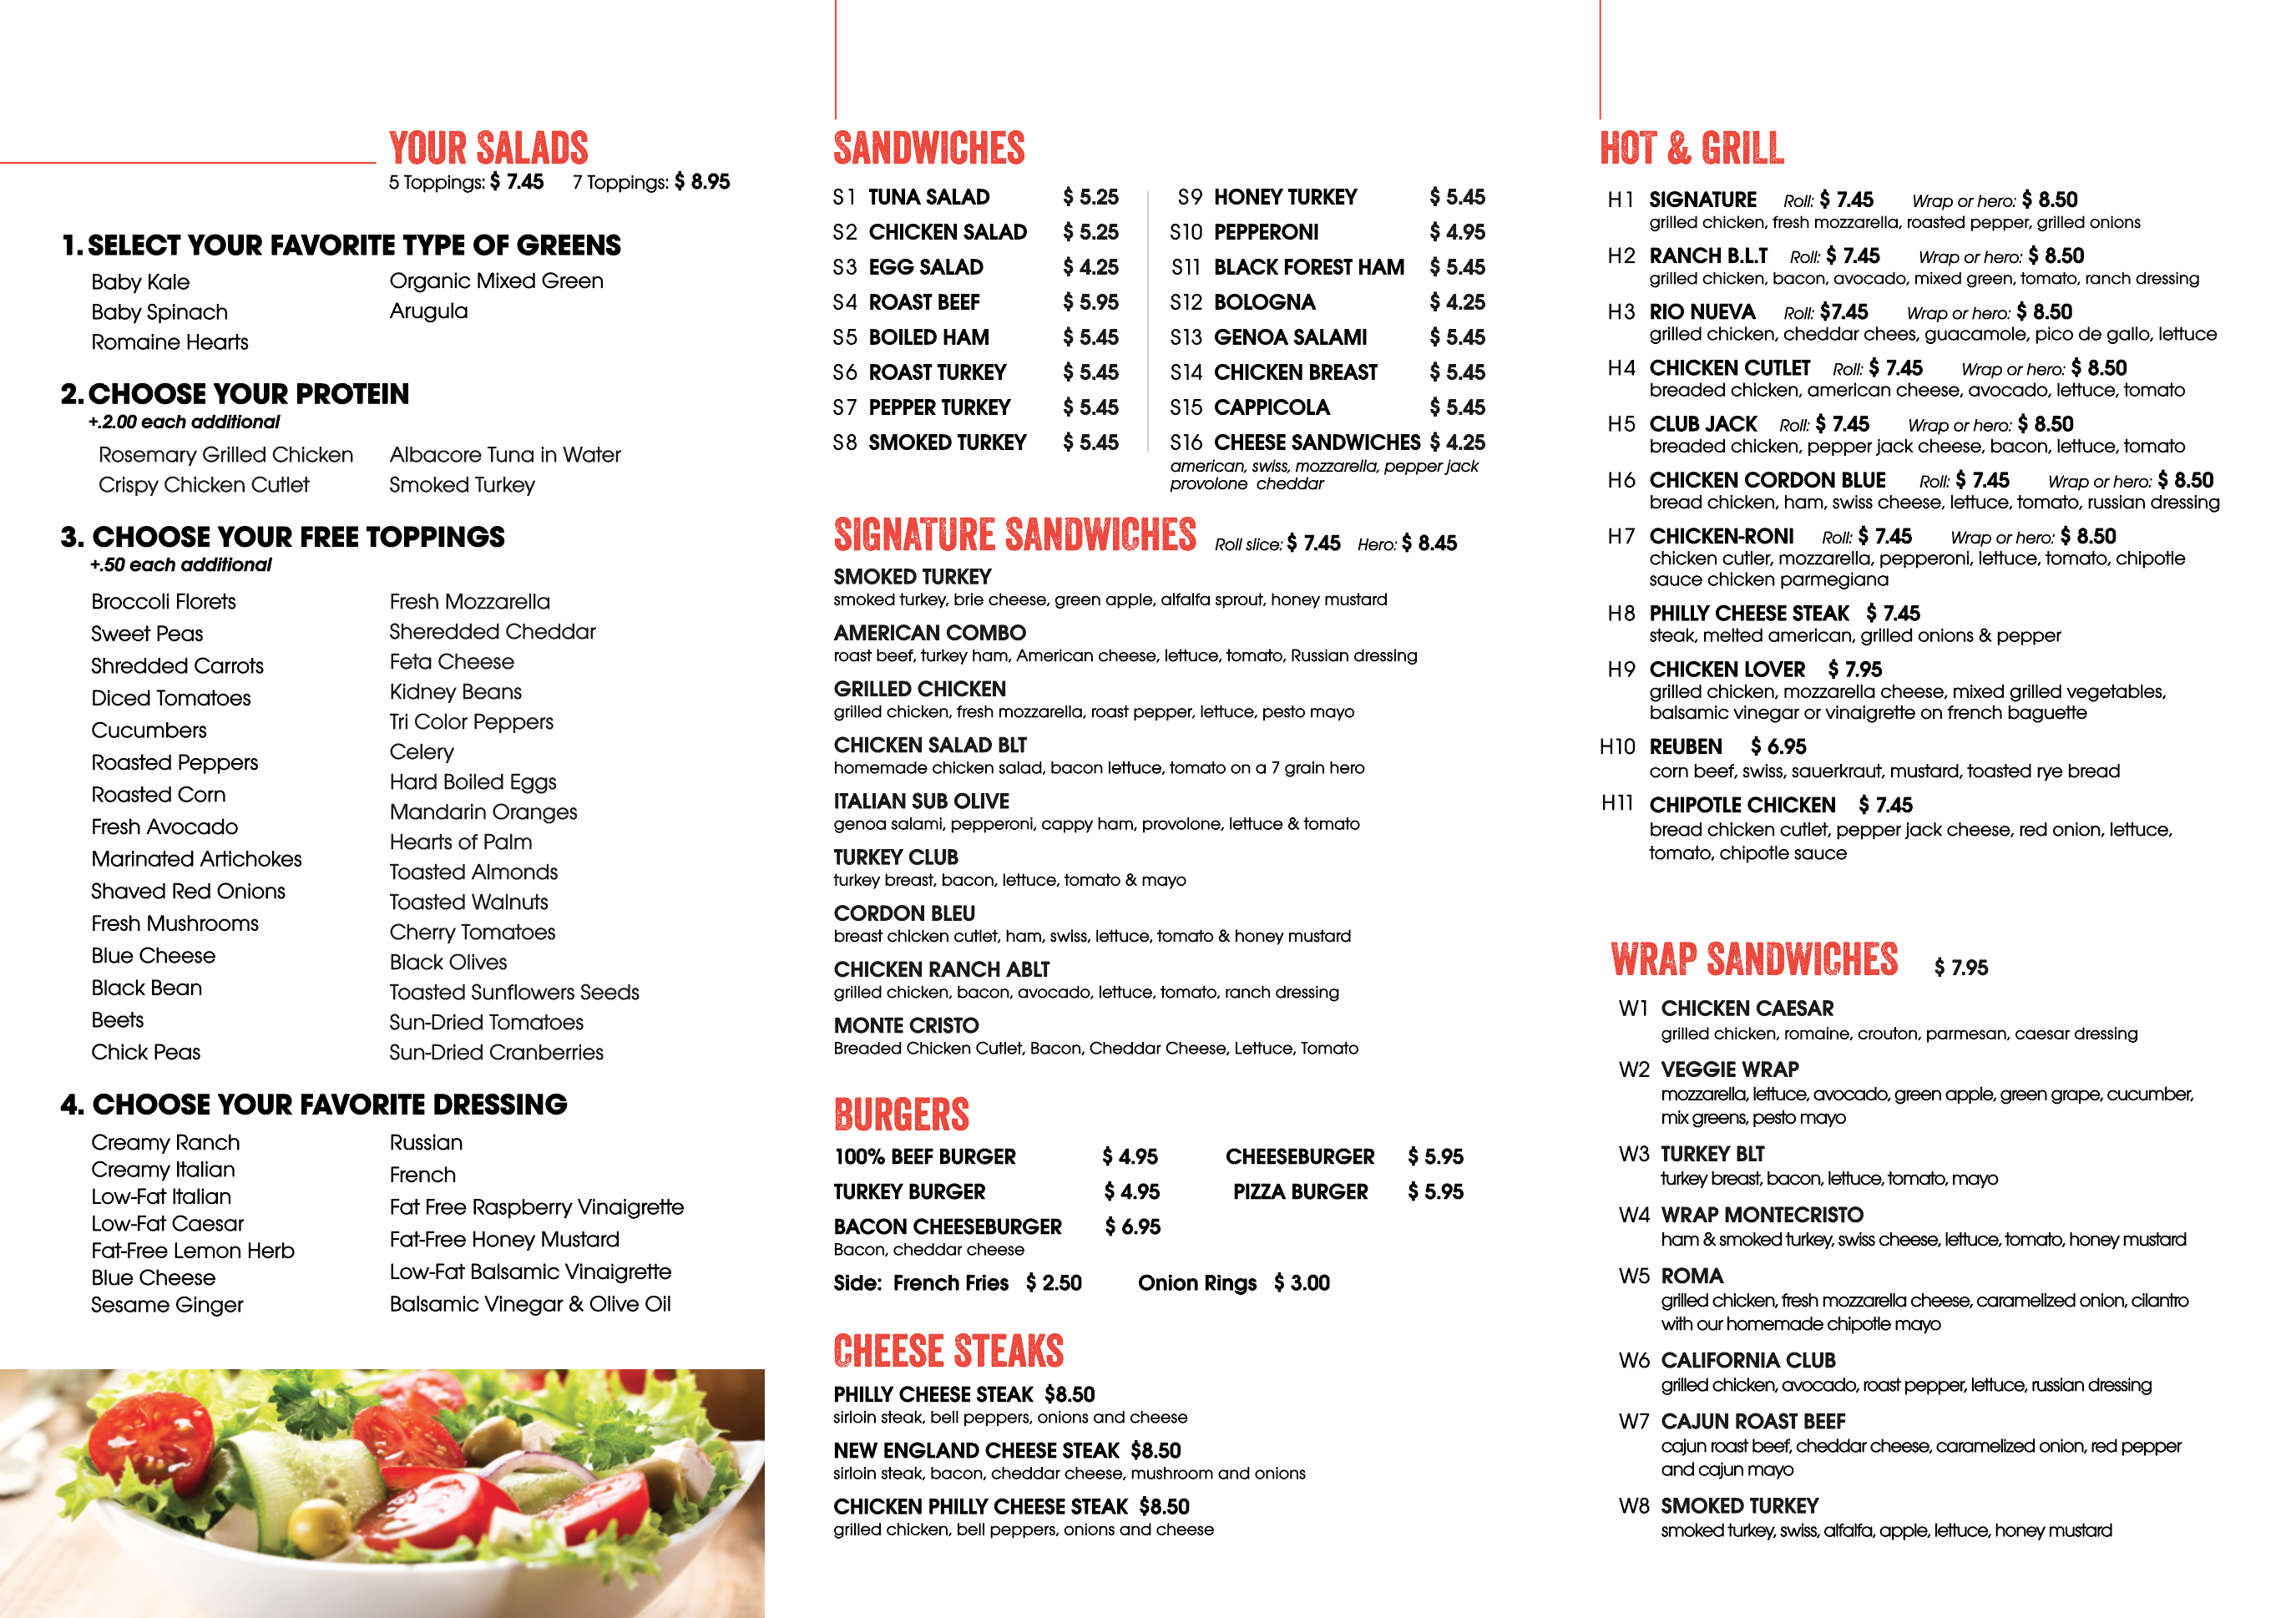 YOUR SALADS
5 Toppings: $ 7.45 7 Toppings: $ 8.95
1. SELECT YOUR FAVORITE TYPE OF GREENS
Baby Kale
Baby Spinach
Romaine Hearts
Organic Mixed Green
Arugula
2. CHOOSE YOUR PROTEIN
+.2.00 each additional
Rosemary Grilled Chicken
Crispy Chicken Cutlet
Albacore Tuna in Water
Smoked Turkey
3. CHOOSE YOUR FREE TOPPINGS
+.50 each additional
Broccoli Florets
Sweet Peas
Shredded Carrots
Diced Tomatoes
Cucumbers
Roasted Peppers
Roasted Corn
Fresh Avocado
Marinated Artichokes
Shaved Red Onions
Fresh Mushrooms
Blue Cheese
Black Bean
Beets
Chick Peas
Fresh Mozzarella
Sheredded Cheddar
Feta Cheese
Kidney Beans
Tri Color Peppers
Celery
Hard Boiled Eggs
Mandarin Oranges
Hearts of Palm
Toasted Almonds
Toasted Walnuts
Cherry Tomatoes
Black Olives
Toasted Sunflowers Seeds
Sun-Dried Tomatoes
Sun-Dried Cranberries
4. CHOOSE YOUR FAVORITE DRESSING
Creamy Ranch
Creamy Italian
Low-Fat Italian
Low-Fat Caesar
Fat-Free Lemon Herb
Blue Cheese
Sesame Ginger
Russian
French
Fat Free Raspberry Vinaigrette
Fat-Free Honey Mustard
Low-Fat Balsamic Vinaigrette
Balsamic Vinegar & Olive Oil
SANDWICHES
S1 TUNA SALAD $ 5.25
S2 CHICKEN SALAD $ 5.25
S3 EGG SALAD $ 4.25
S4 ROAST BEEF $ 5.95
S5 BOILED HAM $ 5.45
S6 ROAST TURKEY $ 5.45
S7 PEPPER TURKEY $ 5.45
S8 SMOKED TURKEY $ 5.45
S9 HONEY TURKEY $ 5.45
S10 PEPPERONI $ 4.95
S11 BLACK FOREST HAM $ 5.45
S12 BOLOGNA $ 4.25
S13 GENOA SALAMI $ 5.45
S14 CHICKEN BREAST $ 5.45
S15 CAPPICOLA $ 5.45
S16 CHEESE SANDWICHES $ 4.25
american, swiss, mozzarella, pepper jack
provolone cheddar
SIGNATURE SANDWICHES Roll slice: $ 7.45 Hero: $ 8.45
SMOKED TURKEY
smoked turkey, brie cheese, green apple, alfalfa sprout, honey mustard
AMERICAN COMBO
roast beef, turkey ham, American cheese, lettuce, tomato, Russian dressing
GRILLED CHICKEN
grilled chicken, fresh mozzarella, roast pepper, lettuce, pesto mayo
CHICKEN SALAD BLT
homemade chicken salad, bacon lettuce, tomato on a 7 grain hero
ITALIAN SUB OLIVE
genoa salami, pepperoni, cappy ham, provolone, lettuce & tomato
TURKEY CLUB
turkey breast, bacon, lettuce, tomato & mayo
CORDON BLEU
breast chicken cutlet, ham, swiss, lettuce, tomato & honey mustard
CHICKEN RANCH ABLT
grilled chicken, bacon, avocado, lettuce, tomato, ranch dressing
MONTE CRISTO
Breaded Chicken Cutlet, Bacon, Cheddar Cheese, Lettuce, Tomato
BURGERS
100% BEEF BURGER $ 4.95 CHEESEBURGER $ 5.95
TURKEY BURGER $ 4.95 PIZZA BURGER $ 5.95
BACON CHEESEBURGER $ 6.95
Bacon, cheddar cheese
Side: French Fries $ 2.50 Onion Rings $ 3.00
CHEESE STEAKS
PHILLY CHEESE STEAK $8.50
sirloin steak, bell peppers, onions and cheese
NEW ENGLAND CHEESE STEAK $8.50
sirloin steak, bacon, cheddar cheese, mushroom and onions
CHICKEN PHILLY CHEESE STEAK $8.50
grilled chicken, bell peppers, onions and cheese
HOT & GRILL
H1 SIGNATURE Roll: $ 7.45 Wrap or hero: $ 8.50
grilled chicken, fresh mozzarella, roasted pepper, grilled onions
H2 RANCH B.L.T Roll: $ 7.45 Wrap or hero: $ 8.50
grilled chicken, bacon, avocado, mixed green, tomato, ranch dressing
H3 RIO NUEVA Roll: $7.45 Wrap or hero: $ 8.50
grilled chicken, cheddar chees, guacamole, pico de gallo, lettuce
H4 CHICKEN CUTLET Roll: $ 7.45 Wrap or hero: $ 8.50
breaded chicken, american cheese, avocado, lettuce, tomato
H5 CLUB JACK Roll: $ 7.45 Wrap or hero: $ 8.50
breaded chicken, pepper jack cheese, bacon, lettuce, tomato
H6 CHICKEN CORDON BLUE Roll: $ 7.45 Wrap or hero: $ 8.50
bread chicken, ham, swiss cheese, lettuce, tomato, russian dressing
H7 CHICKEN-RONI Roll: $ 7.45 Wrap or hero: $ 8.50
chicken cutler, mozzarella, pepperoni, lettuce, tomato, chipotle
sauce chicken parmegiana
H8 PHILLY CHEESE STEAK $ 7.45
steak, melted american, grilled onions & pepper
H9 CHICKEN LOVER $ 7.95
grilled chicken, mozzarella cheese, mixed grilled vegetables,
balsamic vinegar or vinaigrette on french baguette
H10 REUBEN $ 6.95
corn beef, swiss, sauerkraut, mustard, toasted rye bread
H11 CHIPOTLE CHICKEN $ 7.45
bread chicken cutlet, pepper jack cheese, red onion, lettuce,
tomato, chipotle sauce
WRAP SANDWICHES $ 7.95
W1 CHICKEN CAESAR
grilled chicken, romaine, crouton, parmesan, caesar dressing
W2 VEGGIE WRAP
mozzarella, lettuce, avocado, green apple, green grape, cucumber,
mix greens, pesto mayo
W3 TURKEY BLT
turkey breast, bacon, lettuce, tomato, mayo
W4 WRAP MONTECRISTO
ham & smoked turkey, swiss cheese, lettuce, tomato, honey mustard
W5 ROMA
grilled chicken, fresh mozzarella cheese, caramelized onion, cilantro
with our homemade chipotle mayo
W6 CALIFORNIA CLUB
grilled chicken, avocado, roast pepper, lettuce, russian dressing
W7 CAJUN ROAST BEEF
cajun roast beef, cheddar cheese, caramelized onion, red pepper
and cajun mayo
W8 SMOKED TURKEY
smoked turkey, swiss, alfalfa, apple, lettuce, honey mustard